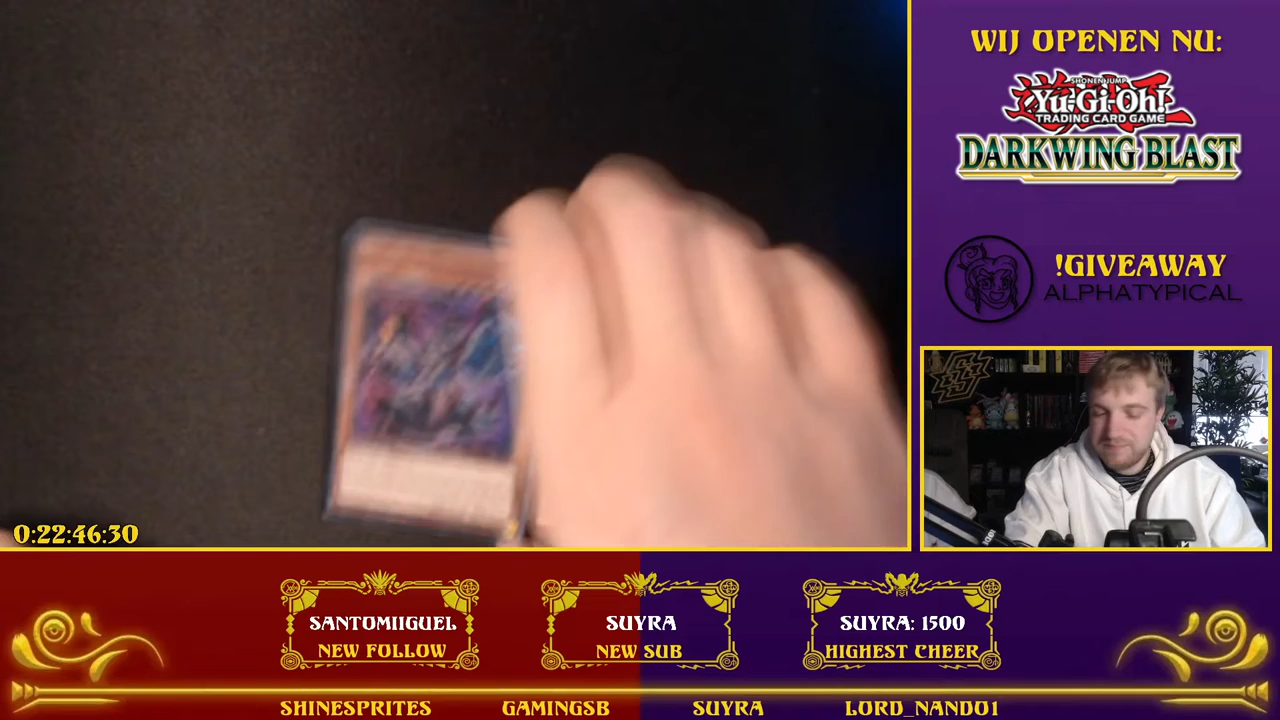 WIJ OPENEN NU:
SHONEN JUMP
Yu-Gi-Oh!
TRADING CARD GAME
DARKWING BLAST
!GIVEAWAY
ALPHATYPICAL
0:22:46:30
SANTOMIIGUEL
NEW FOLLOW
SUYRA
NEW SUB
SUYRA: 1500
HIGHEST CHEER
SHINESPRITES GAMINGSB SUYRA LORD_NANDO1